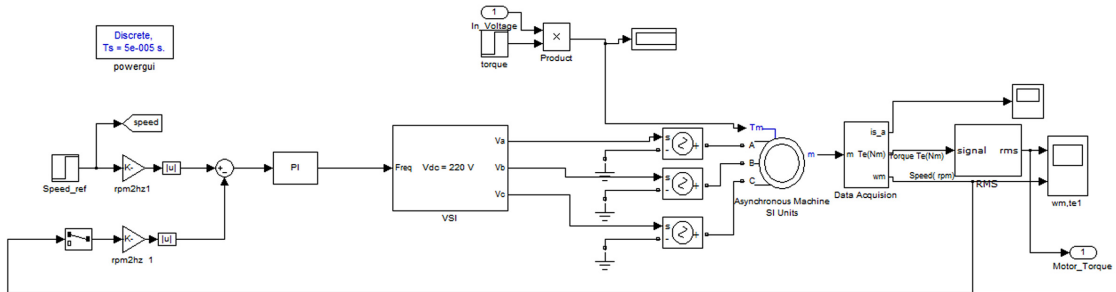 1
In_Voltage
Discrete,
Ts = 5e-005 s.
powergui
torque
×
Product
speed
Speed_ref
K-
rpm2hz1
|u|
PI
Freq
Vdc = 220 V
Va
Vb
Vc
VSI
s
-
+
s
-
+
s
-
+
Tm
A
B
C
m
Asynchronous Machine
SI Units
m
is_a
Te(Nm)
wm
Data Acquision
Torque Te(Nm)
Speed( rpm)
signal
rms
RMS
wm,te1
K-
rpm2hz 1
|u|
1
Motor_Torque